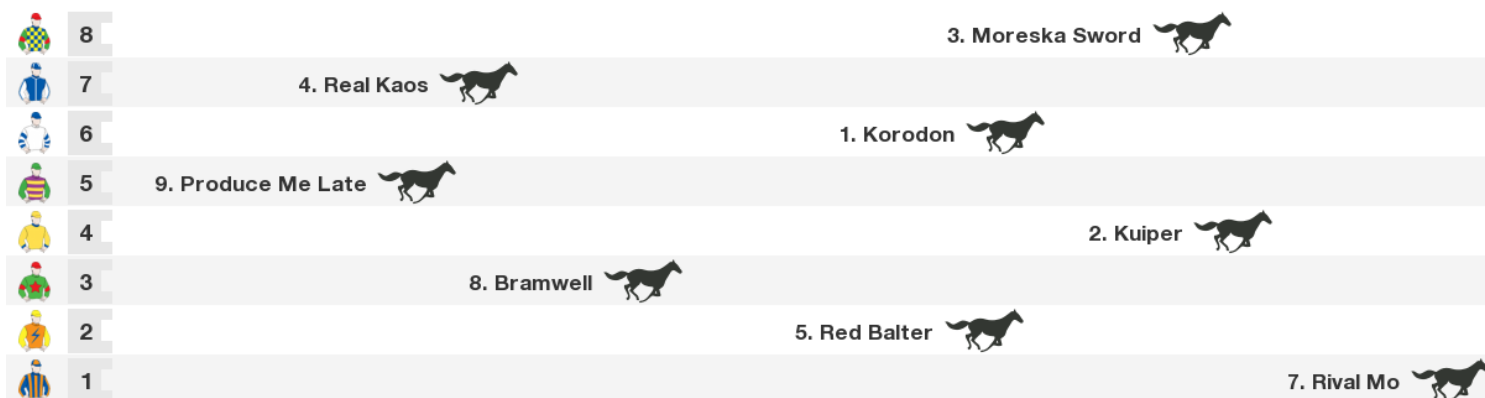 8 3. Moreska Sword
7 4. Real Kaos
6 1. Korodon
5 9. Produce Me Late
4 2. Kuiper
3 8. Bramwell
2 5. Red Balter
1 7. Rival Mo